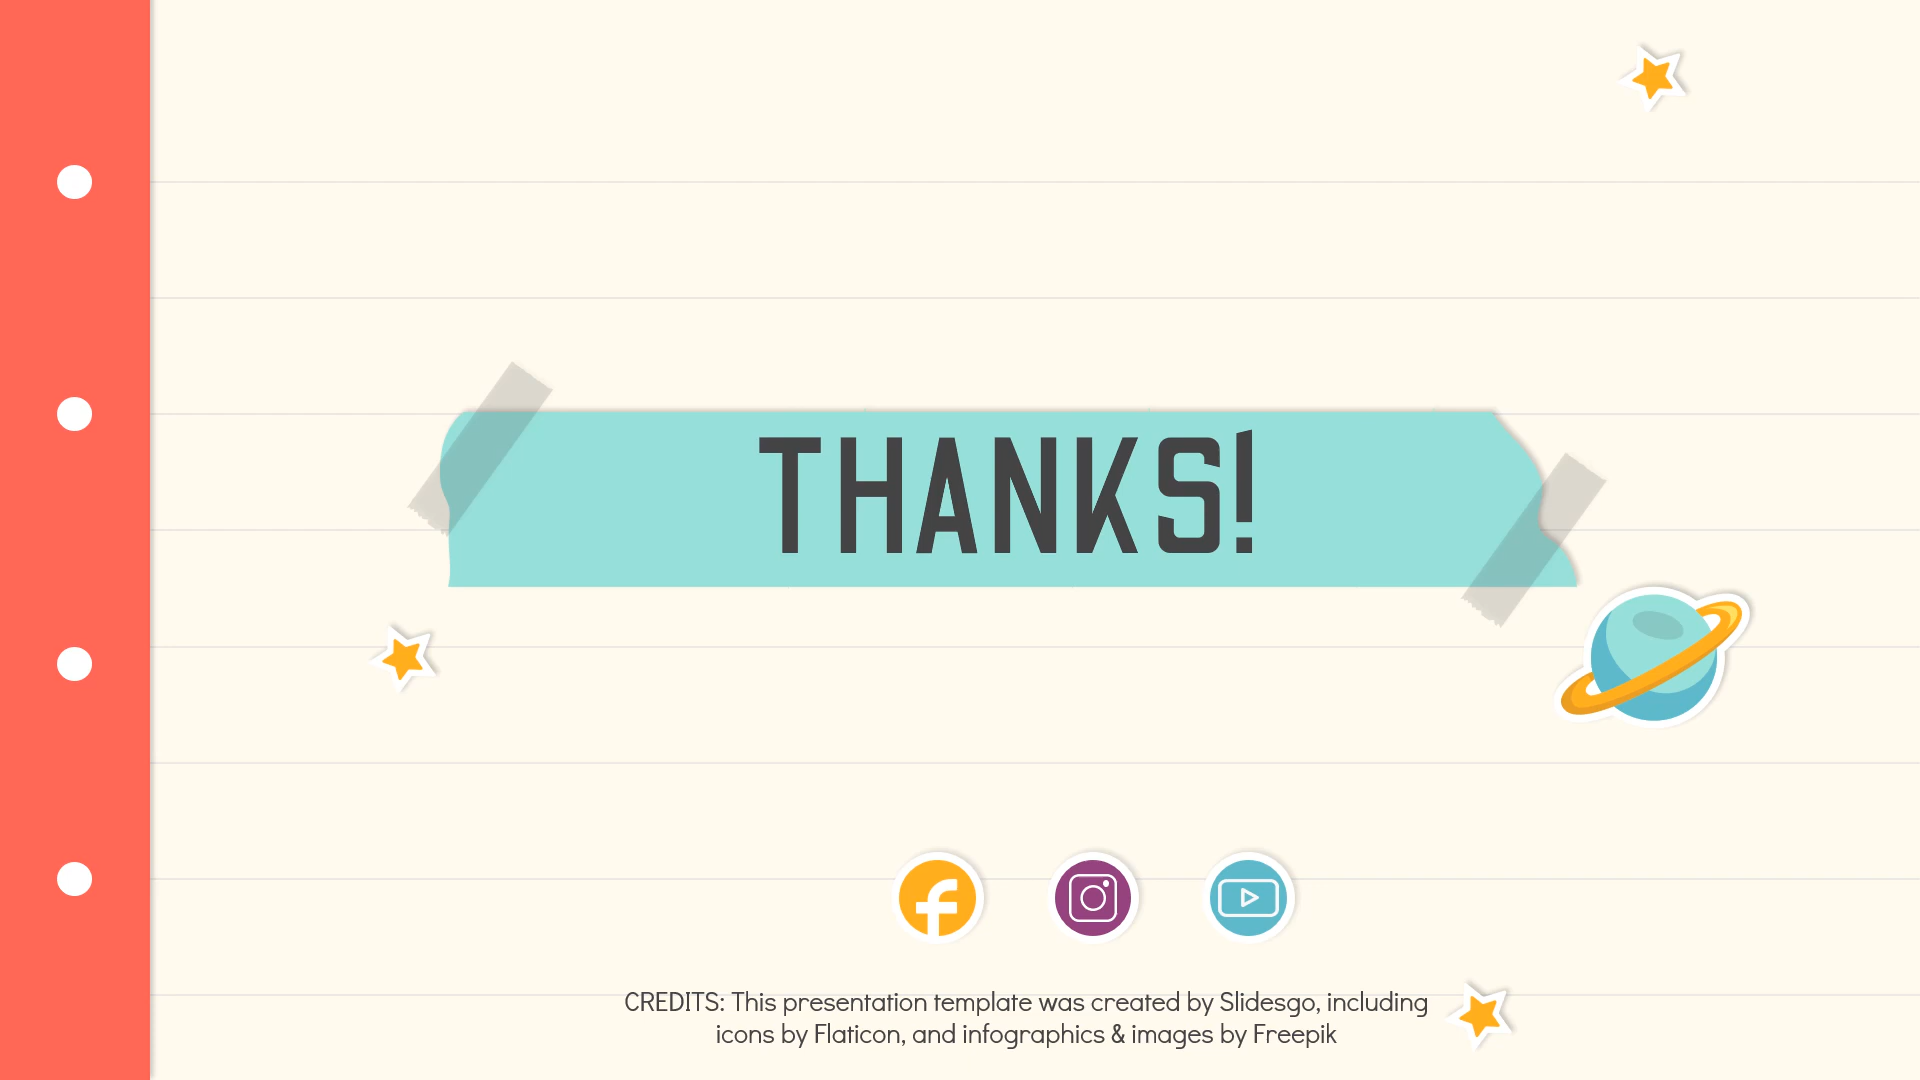 THANKS!
CREDITS: This presentation template was created by Slidesgo, including
icons by Flaticon, and infographics & images by Freepik